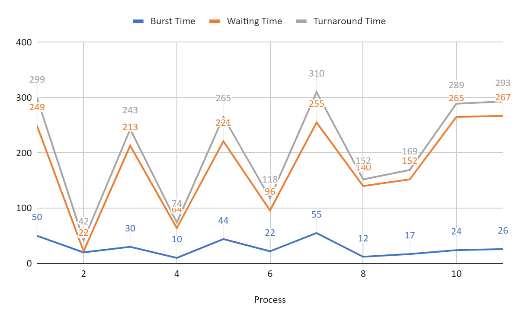 Burst Time Waiting Time Turnaround Time
400
300
200
100
0
299 42 243 74 265 118 310 152 169 289 293
249 22 213 64 221 96 255 140 152 265 267
50 30 10 44 22 55 12 17 24 26
2 4 6 8 10
Process